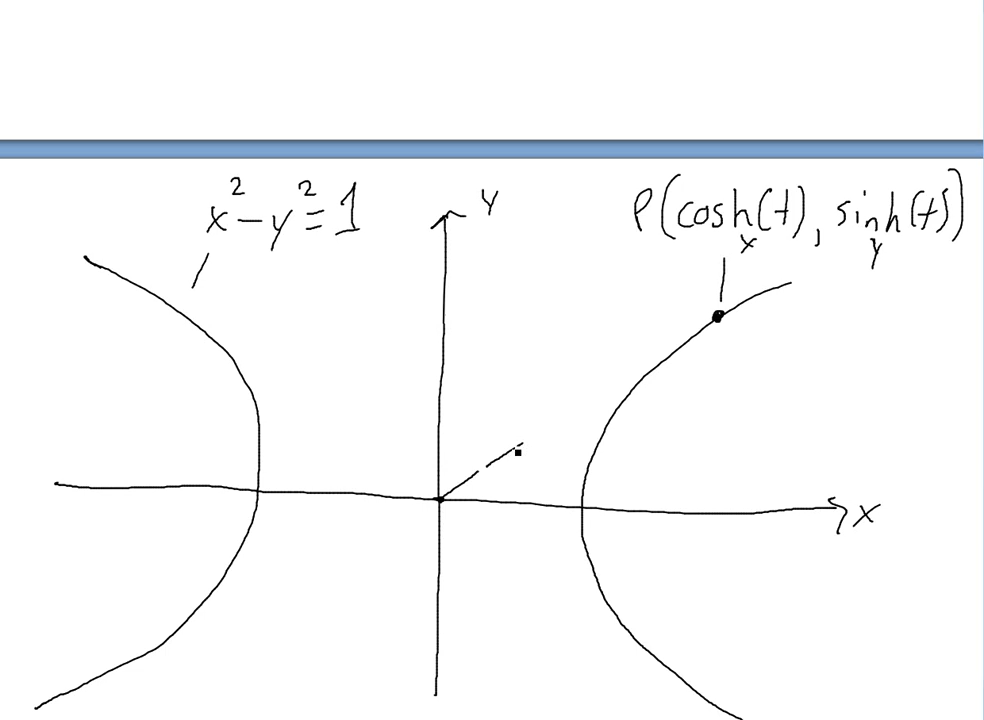 x² - y² = 1
y
P(cosh(t), sinh(t))
x
y
x